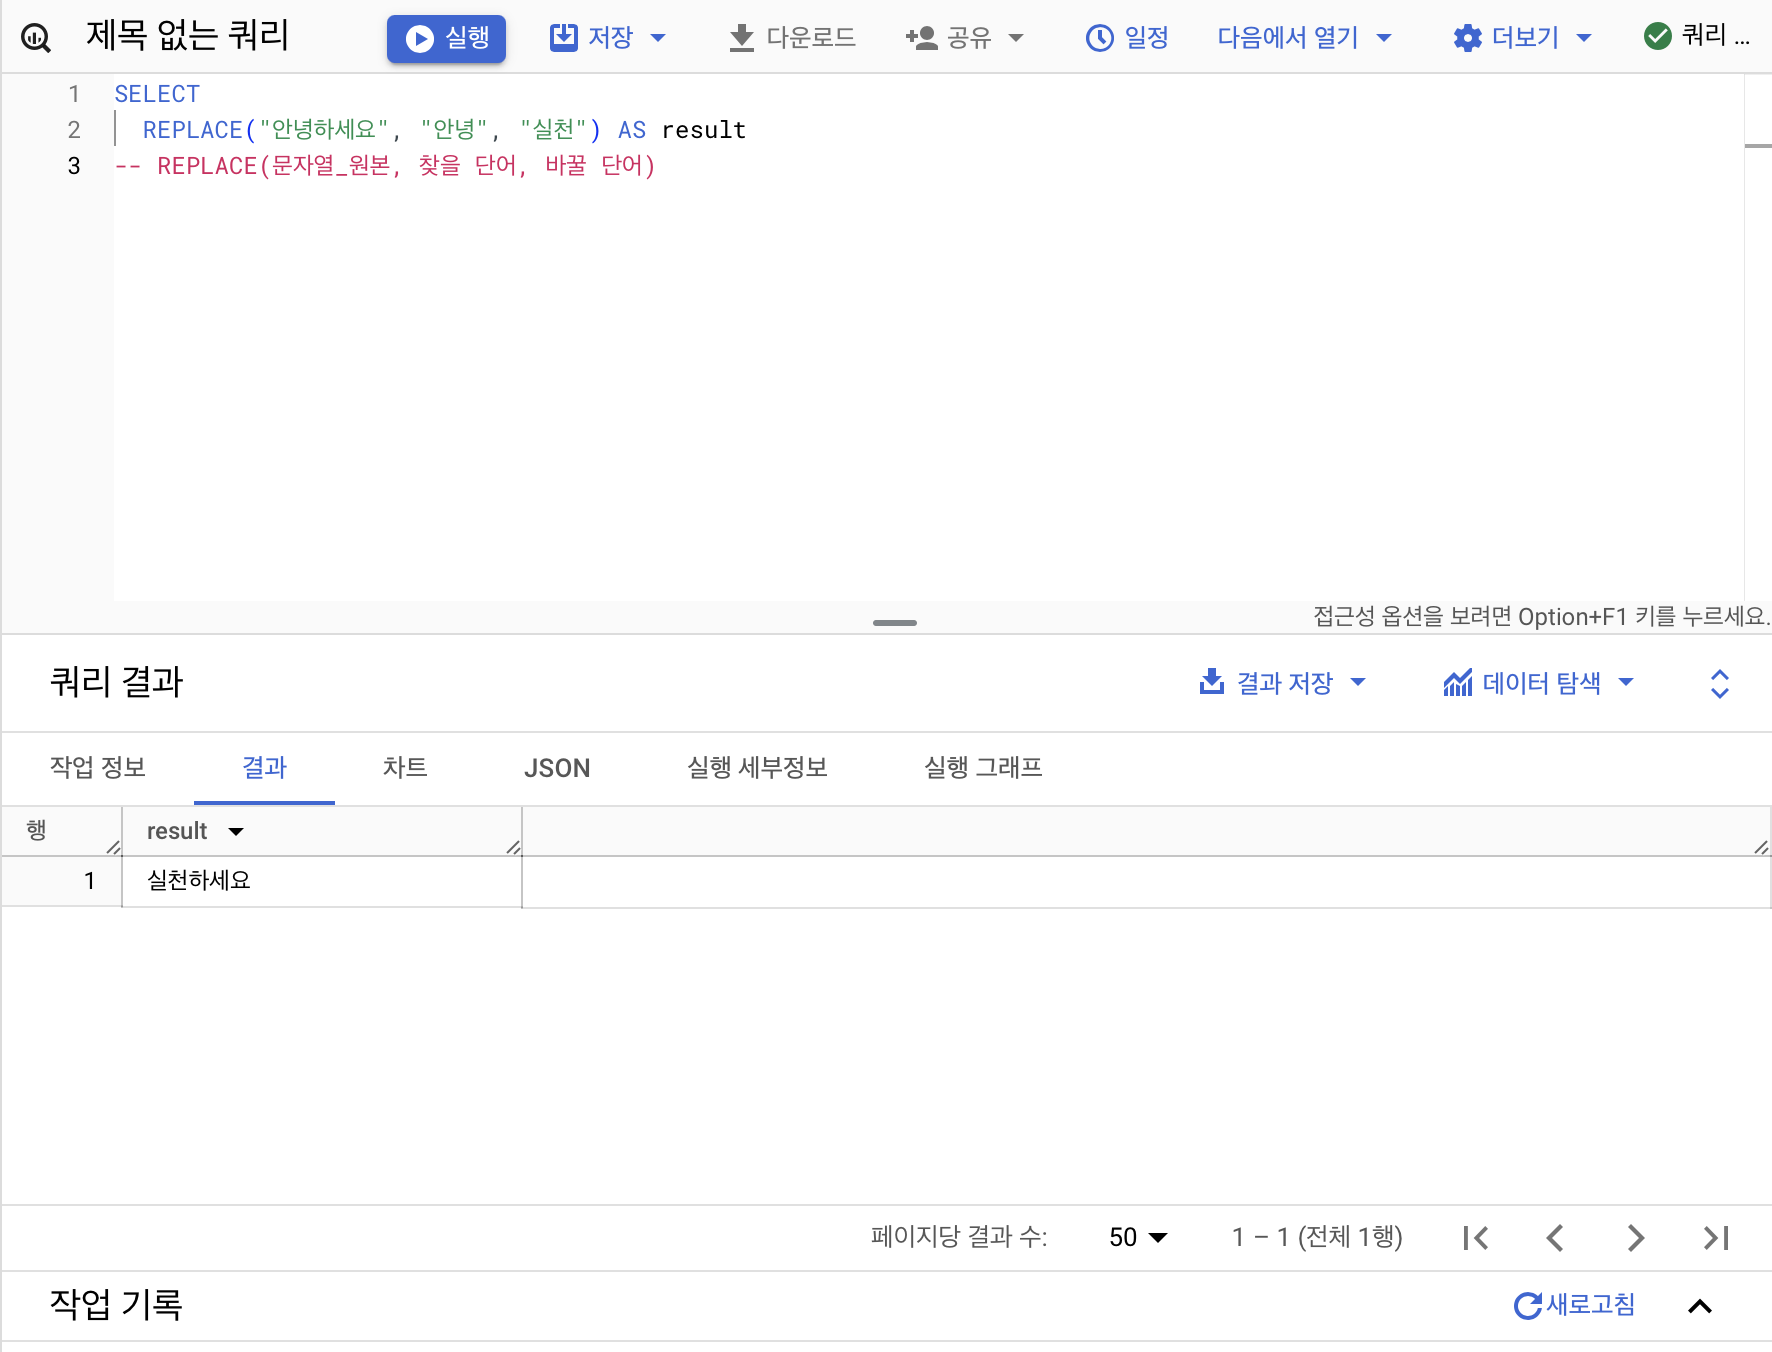 제목 없는 쿼리 실행 저장 다운로드 공유 일정 다음에서 열기 더보기 쿼리 ...
1 SELECT
2 REPLACE("안녕하세요", "안녕", "실천") AS result
3 -- REPLACE(문자열_원본, 찾을 단어, 바꿀 단어)
접근성 옵션을 보려면 Option+F1 키를 누르세요.
쿼리 결과 결과 저장 데이터 탐색
작업 정보 결과 차트 JSON 실행 세부정보 실행 그래프
행 result
1 실천하세요
페이지당 결과 수: 50 1 – 1 (전체 1행)
작업 기록 새로고침